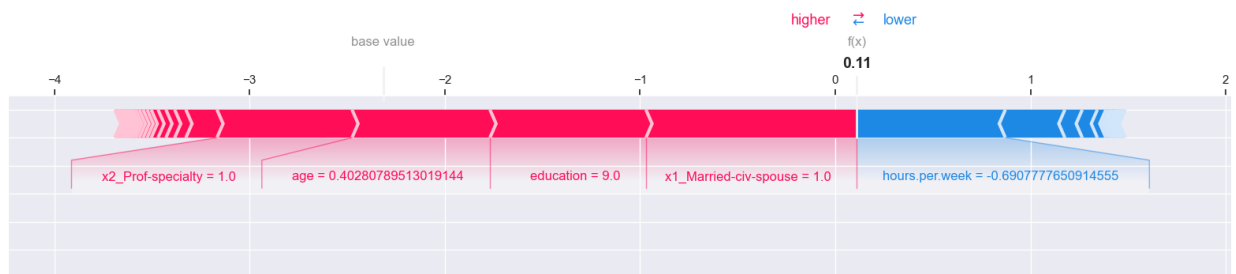 higher ⇄ lower
base value f(x)
0.11
−4 −3 −2 −1 0 1 2
x2_Prof-specialty = 1.0 age = 0.40280789513019144 education = 9.0 x1_Married-civ-spouse = 1.0 hours.per.week = -0.6907777650914555